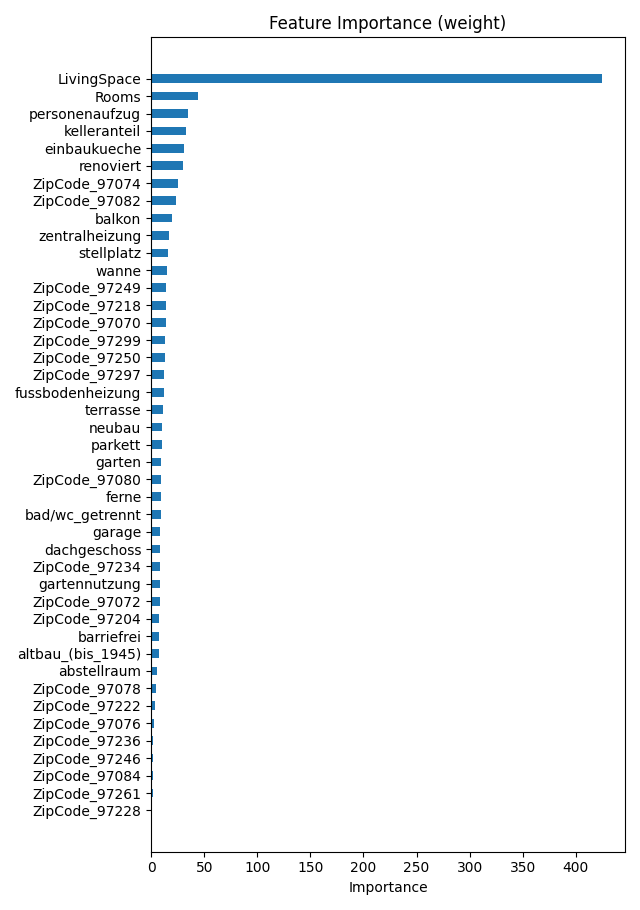 Feature Importance (weight)
LivingSpace
Rooms
personenaufzug
kelleranteil
einbaukueche
renoviert
ZipCode_97074
ZipCode_97082
balkon
zentralheizung
stellplatz
wanne
ZipCode_97249
ZipCode_97218
ZipCode_97070
ZipCode_97299
ZipCode_97250
ZipCode_97297
fussbodenheizung
terrasse
neubau
parkett
garten
ZipCode_97080
ferne
bad/wc_getrennt
garage
dachgeschoss
ZipCode_97234
gartennutzung
ZipCode_97072
ZipCode_97204
barriefrei
altbau_(bis_1945)
abstellraum
ZipCode_97078
ZipCode_97222
ZipCode_97076
ZipCode_97236
ZipCode_97246
ZipCode_97084
ZipCode_97261
ZipCode_97228
0 50 100 150 200 250 300 350 400
Importance